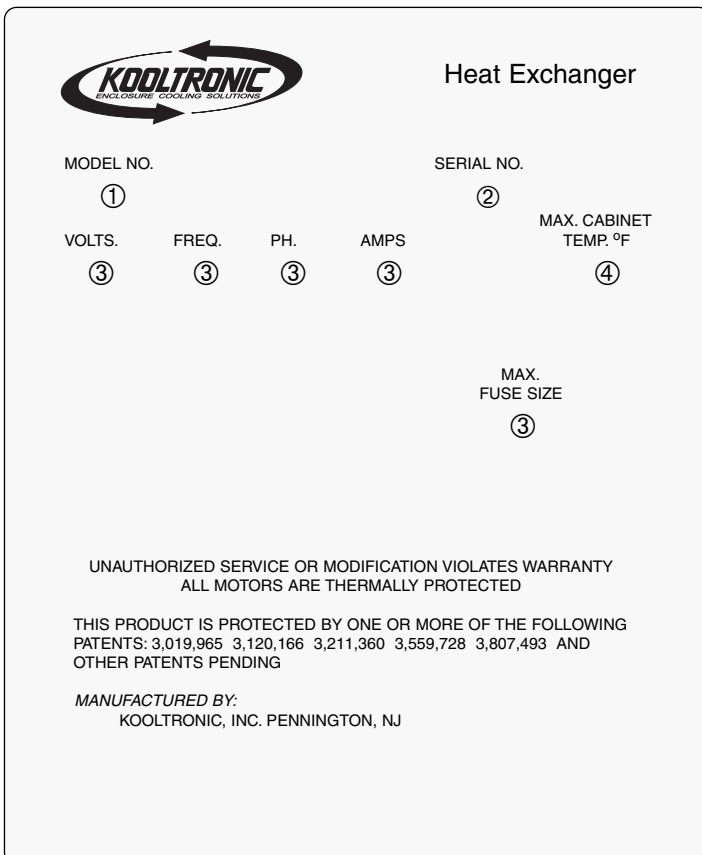 KOOLTRONIC
ENCLOSURE COOLING SOLUTIONS
Heat Exchanger
MODEL NO. SERIAL NO.
① ②
VOLTS. FREQ. PH. AMPS MAX. CABINET
TEMP. ºF
③ ③ ③ ③ ④
MAX.
FUSE SIZE
③
UNAUTHORIZED SERVICE OR MODIFICATION VIOLATES WARRANTY
ALL MOTORS ARE THERMALLY PROTECTED
THIS PRODUCT IS PROTECTED BY ONE OR MORE OF THE FOLLOWING
PATENTS: 3,019,965 3,120,166 3,211,360 3,559,728 3,807,493 AND
OTHER PATENTS PENDING
MANUFACTURED BY:
KOOLTRONIC, INC. PENNINGTON, NJ